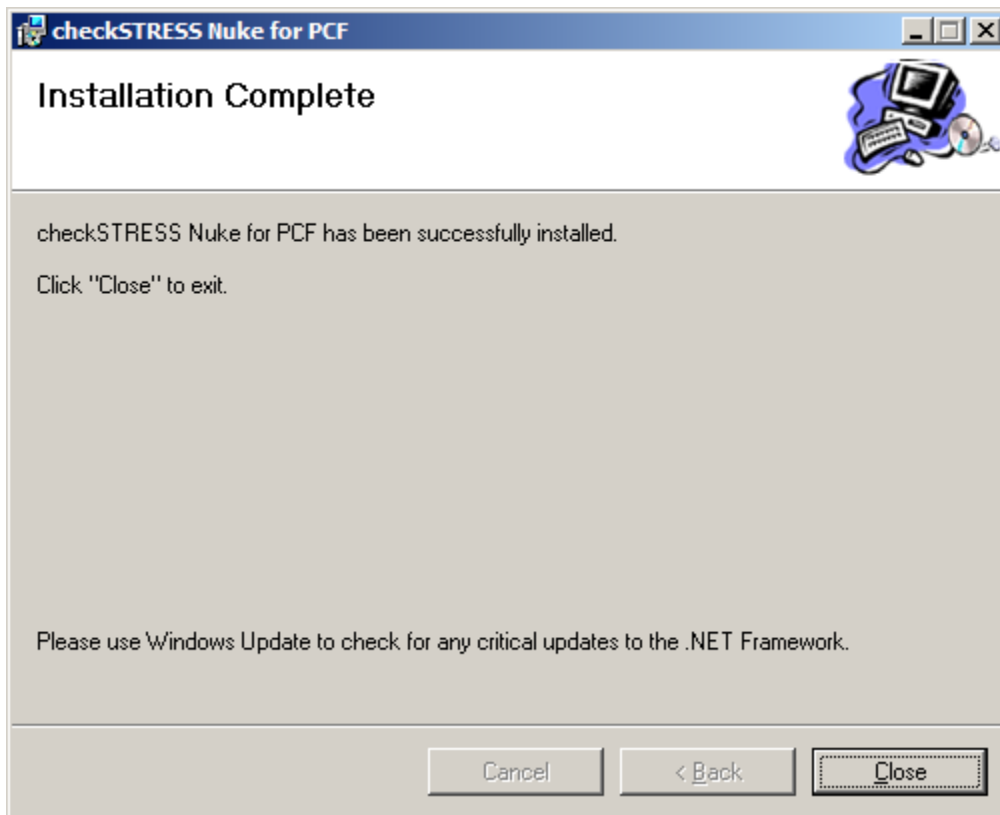 checkSTRESS Nuke for PCF
Installation Complete
checkSTRESS Nuke for PCF has been successfully installed.
Click "Close" to exit.
Please use Windows Update to check for any critical updates to the .NET Framework.
Cancel
< Back
Close